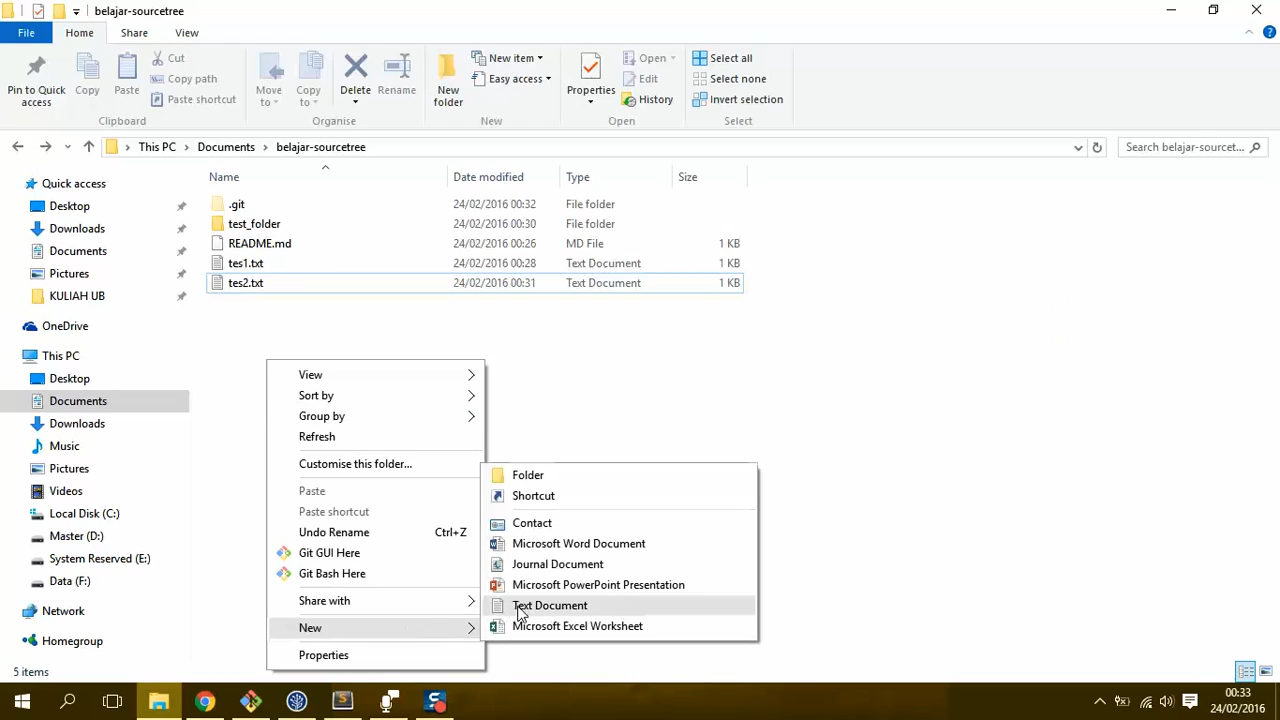 belajar-sourcetree
File Home Share View
Pin to Quick access
Copy
Paste
Cut
Copy path
Paste shortcut
Clipboard
Move to
Copy to
Delete
Rename
Organise
New folder
New item
Easy access
New
Properties
Open
Edit
History
Open
Select all
Select none
Invert selection
Select
This PC Documents belajar-sourcetree
Search belajar-sourcet...
Name Date modified Type Size
.git 24/02/2016 00:32 File folder
test_folder 24/02/2016 00:30 File folder
README.md 24/02/2016 00:26 MD File 1 KB
tes1.txt 24/02/2016 00:28 Text Document 1 KB
tes2.txt 24/02/2016 00:31 Text Document 1 KB
Quick access
Desktop
Downloads
Documents
Pictures
KULIAH UB
OneDrive
This PC
Desktop
Documents
Downloads
Music
Pictures
Videos
Local Disk (C:)
Master (D:)
System Reserved (E:)
Data (F:)
Network
Homegroup
View
Sort by
Group by
Refresh
Customise this folder...
Paste
Paste shortcut
Undo Rename Ctrl+Z
Git GUI Here
Git Bash Here
Share with
New
Properties
Folder
Shortcut
Contact
Microsoft Word Document
Journal Document
Microsoft PowerPoint Presentation
Text Document
Microsoft Excel Worksheet
5 items
00:33
24/02/2016